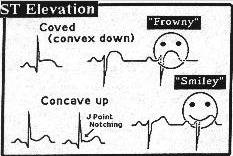 ST Elevation
Coved
(convex down)
"Frowny"
"Smiley"
Concave up
J Point
Notching